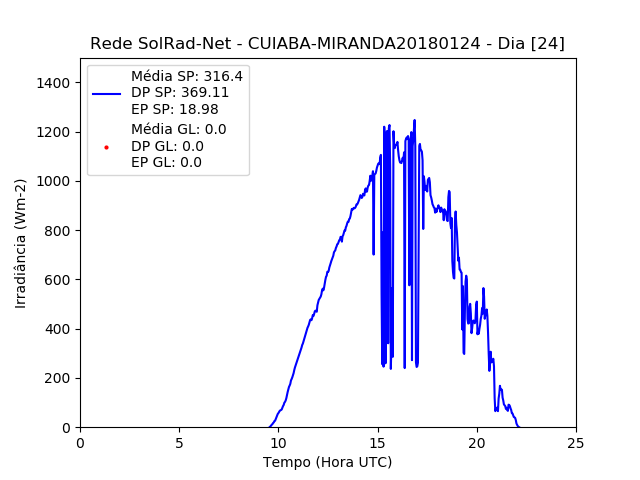 Rede SolRad-Net - CUIABA-MIRANDA20180124 - Dia [24]
Média SP: 316.4
DP SP: 369.11
EP SP: 18.98
Média GL: 0.0
DP GL: 0.0
EP GL: 0.0
Irradiância (Wm-2)
1400
1200
1000
800
600
400
200
0
0 5 10 15 20 25
Tempo (Hora UTC)